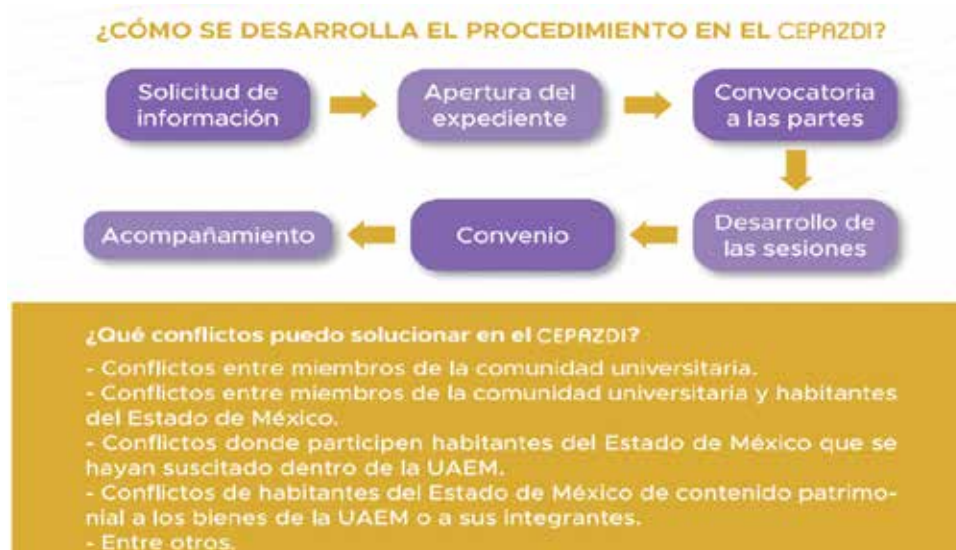 ¿CÓMO SE DESARROLLA EL PROCEDIMIENTO EN EL CEPAZDI?
Solicitud de
información
Apertura del
expediente
Convocatoria
a las partes
Desarrollo de
las sesiones
Convenio
Acompañamiento
¿Qué conflictos puedo solucionar en el CEPAZDI?
- Conflictos entre miembros de la comunidad universitaria.
- Conflictos entre miembros de la comunidad universitaria y habitantes
del Estado de México.
- Conflictos donde participen habitantes del Estado de México que se
hayan suscitado dentro de la UAEM.
- Conflictos de habitantes del Estado de México de contenido patrimo-
nial a los bienes de la UAEM o a sus integrantes.
- Entre otros.